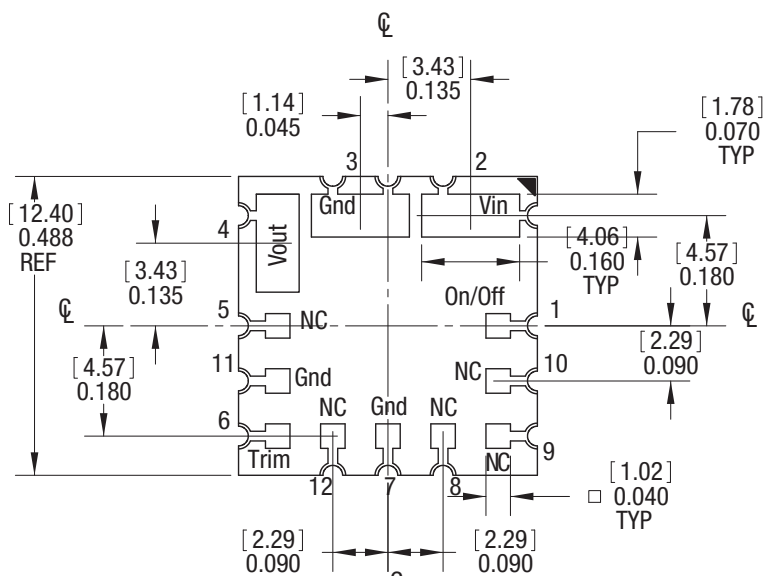 ℄
[3.43]
0.135
[1.14]
0.045
[1.78]
0.070
TYP
3
2
Gnd
Vin
[12.40]
0.488
REF
4
Vout
[4.06]
0.160
TYP
[4.57]
0.180
[3.43]
0.135
On/Off
℄
5
NC
1
℄
[2.29]
0.090
[4.57]
0.180
11
Gnd
NC
10
6
NC
Gnd
NC
Trim
NC
9
12
7
8
[1.02]
□ 0.040
TYP
[2.29]
0.090
[2.29]
0.090